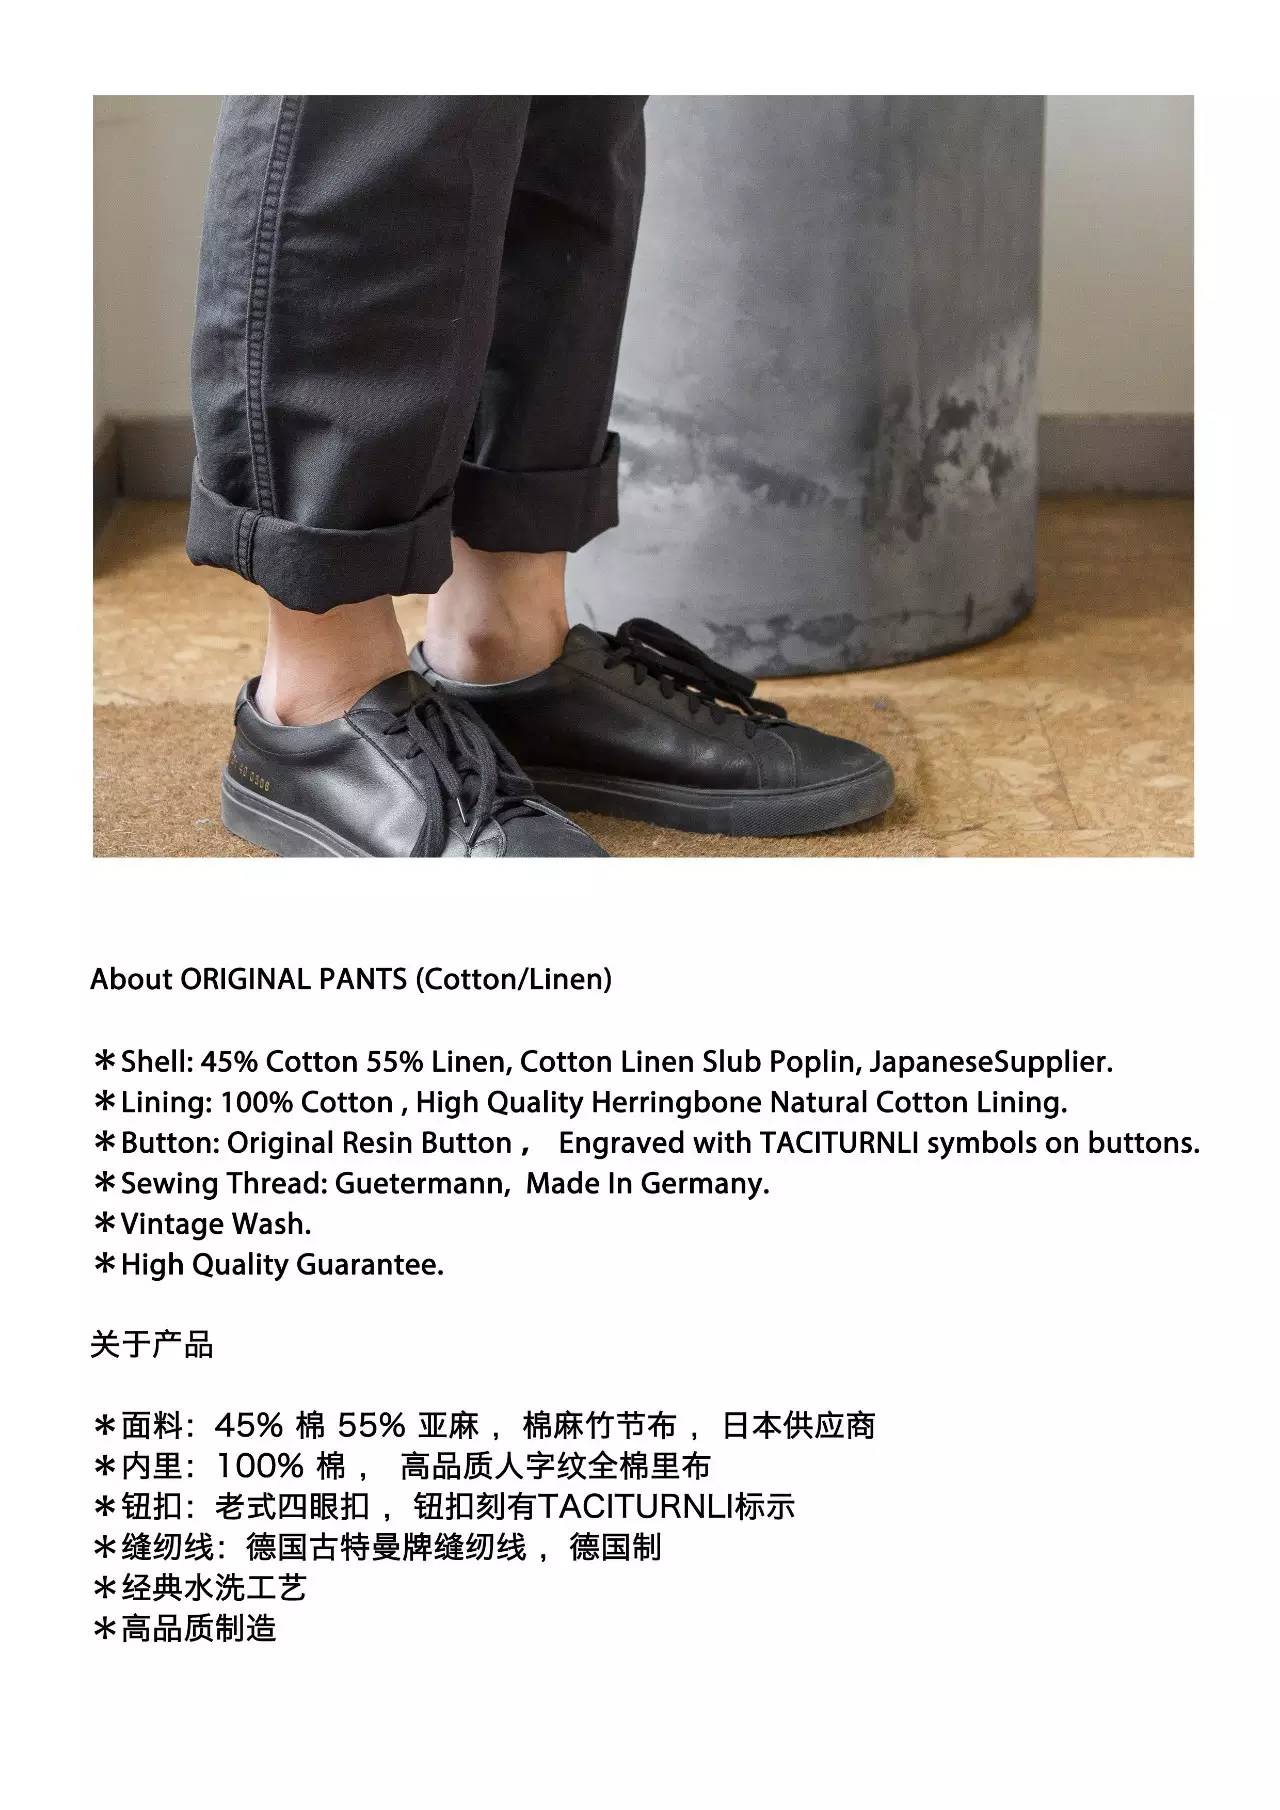 40 0506
About ORIGINAL PANTS (Cotton/Linen)
＊Shell: 45% Cotton 55% Linen, Cotton Linen Slub Poplin, JapaneseSupplier.
＊Lining: 100% Cotton , High Quality Herringbone Natural Cotton Lining.
＊Button: Original Resin Button， Engraved with TACITURNLI symbols on buttons.
＊Sewing Thread: Guetermann, Made In Germany.
＊Vintage Wash.
＊High Quality Guarantee.
关于产品
＊面料：45% 棉 55% 亚麻， 棉麻竹节布， 日本供应商
＊内里：100% 棉， 高品质人字纹全棉里布
＊钮扣：老式四眼扣， 钮扣刻有TACITURNLI标示
＊缝纫线：德国古特曼牌缝纫线， 德国制
＊经典水洗工艺
＊高品质制造